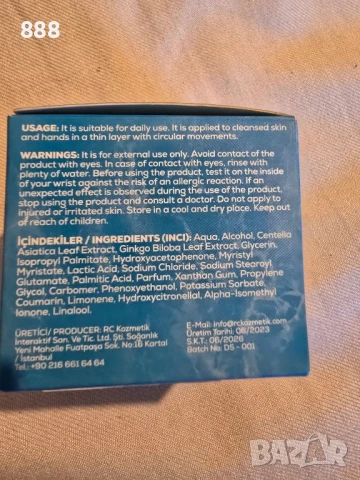 888
USAGE: It is suitable for daily use. It is applied to cleansed skin
and hands in a thin layer with circular movements.
WARNINGS: It is for external use only. Avoid contact of the
product with eyes. In case of contact with eyes, rinse with
plenty of water. Before using the product, test it on the inside
of your wrist against the risk of an allergic reaction. If an
unexpected effect is observed during the use of the product,
stop using the product and consult a doctor. Do not apply to
injured or irritated skin. Store in a cool and dry place. Keep out
of reach of children.
İÇİNDEKİLER / INGREDIENTS (INCI): Aqua, Alcohol, Centella
Asiatica Leaf Extract, Ginkgo Biloba Leaf Extract, Glycerin,
Isopropyl Palmitate, Hydroxyacetophenone, Myristyl
Myristate, Lactic Acid, Sodium Chloride, Sodium Stearoyl
Glutamate, Palmitic Acid, Parfum, Xanthan Gum, Propylene
Glycol, Carbomer, Phenoxyethanol, Potassium Sorbate,
Coumarin, Limonene, Hydroxycitronellal, Alpha-Isomethyl
Ionone, Linalool.
ÜRETİCİ / PRODUCER: RC Kozmetik
İnteraktif San. Ve Tic. Ltd. Şti. Soğanlık
Yeni Mahalle Fuatpaşa Sok. No:16 Kartal
/ İstanbul
Tel.: +90 216 661 64 64
E-Mail: info@rckozmetik.com
Üretim Tarihi: 06/2023
S.K.T.: 06/2026
Batch No: DS - 001
BAZAR
bg